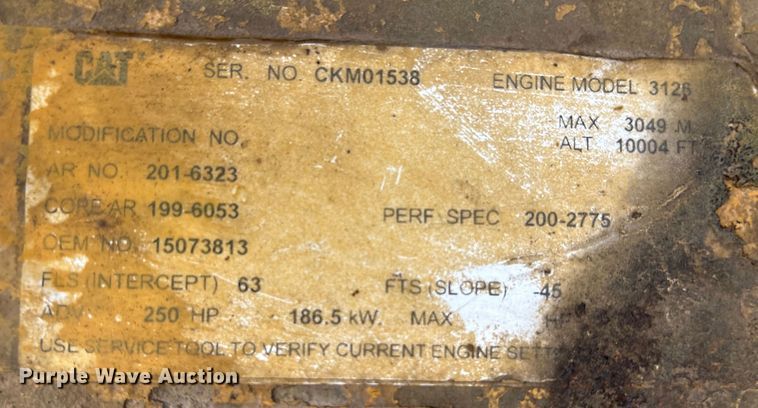 CAT SER. NO. CKM01538 ENGINE MODEL 3126
MAX 3049 M
MODIFICATION NO. ALT 10004 FT
AR NO. 201-6323
CORE AR 199-6053 PERF SPEC 200-2775
OEM NO. 15073813
FLS (INTERCEPT) 63 FTS (SLOPE) -45
ADV 250 HP 186.5 kW. MAX
USE SERVICE TOOL TO VERIFY CURRENT ENGINE
Purple Wave Auction